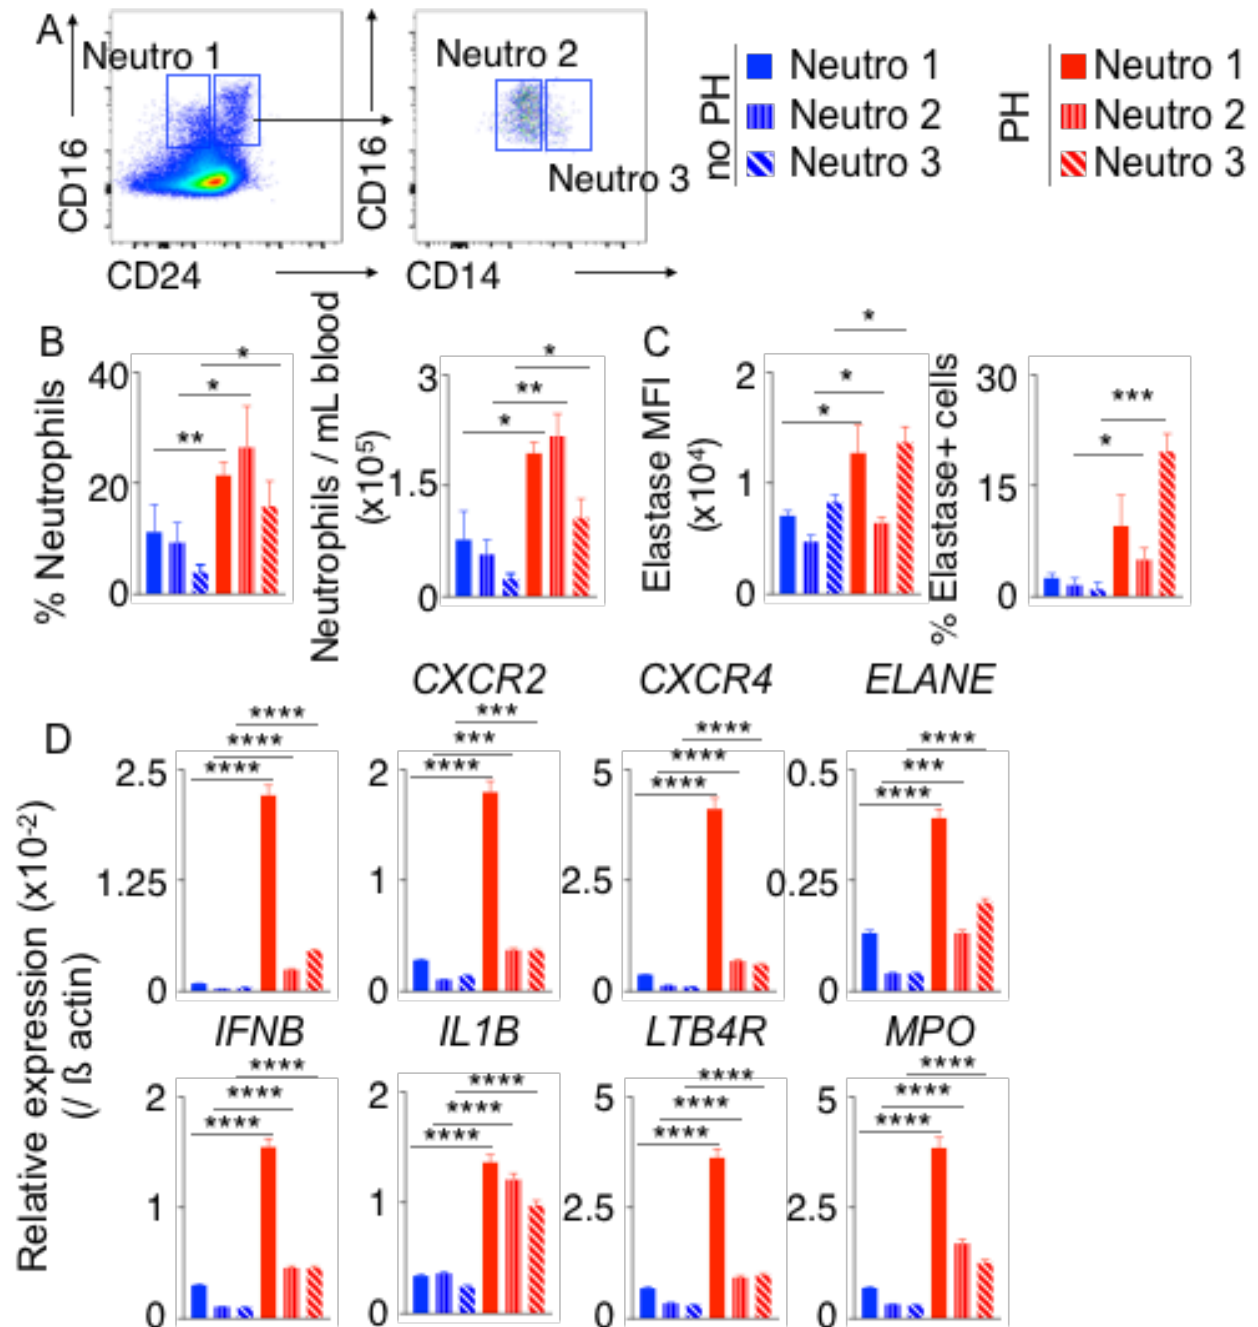 A
Neutro 1
CD16
CD24
Neutro 2
CD16
Neutro 3
CD14
no PH
Neutro 1
Neutro 2
Neutro 3
PH
Neutro 1
Neutro 2
Neutro 3
B
% Neutrophils
40
20
0
**
*
*
Neutrophils / mL blood
(x10⁵)
3
1.5
0
*
**
*
C
Elastase MFI
(x10⁴)
2
1
0
*
*
*
% Elastase+ cells
30
15
0
*
***
D
Relative expression (x10⁻²)
(/ ß actin)
2.5
1.25
0
****
****
****
CXCR2
2
1
0
****
***
***
CXCR4
5
2.5
0
****
****
****
ELANE
0.5
0.25
0
****
***
****
IFNB
2
1
0
****
****
****
IL1B
2
1
0
****
****
****
LTB4R
5
2.5
0
****
****
****
MPO
5
2.5
0
****
****
****